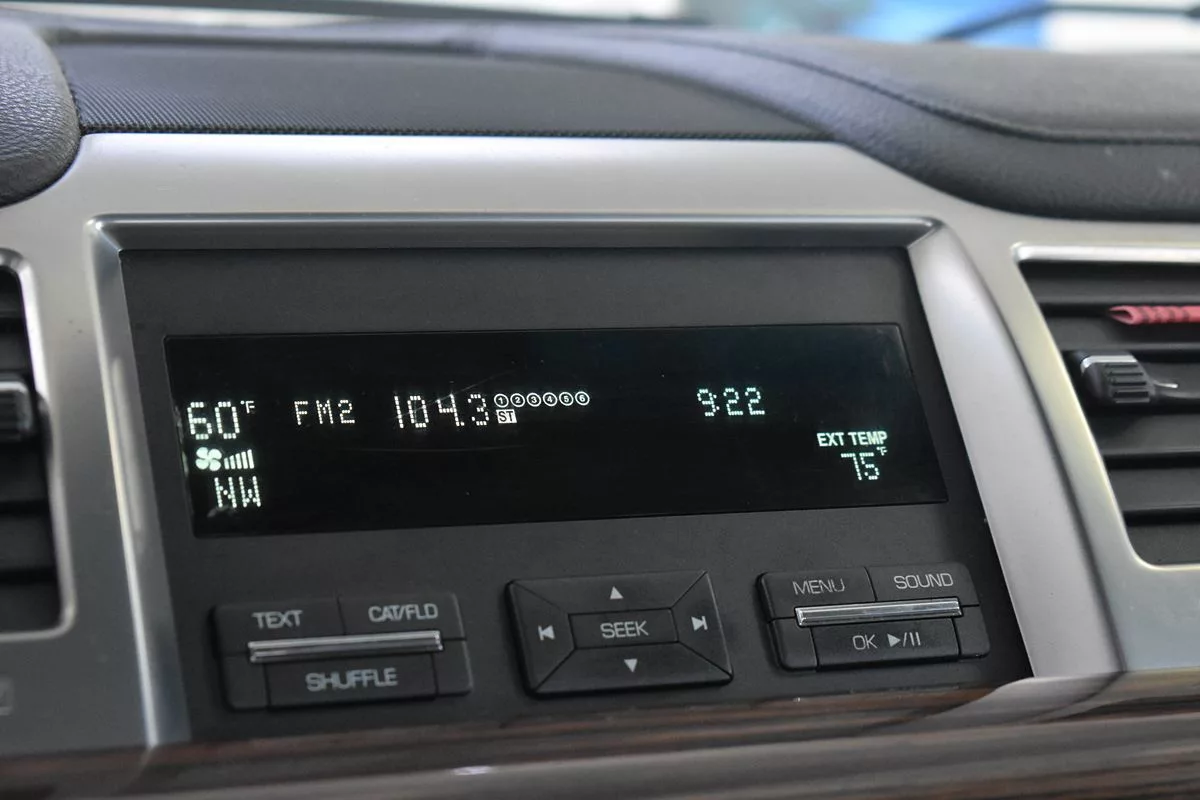 60°F FM2 104.3 ①②③④⑤⑥ 9:22
ST
EXT TEMP
75°F
NW
TEXT CAT/FLD
SHUFFLE
SEEK
MENU SOUND
OK ▶/II